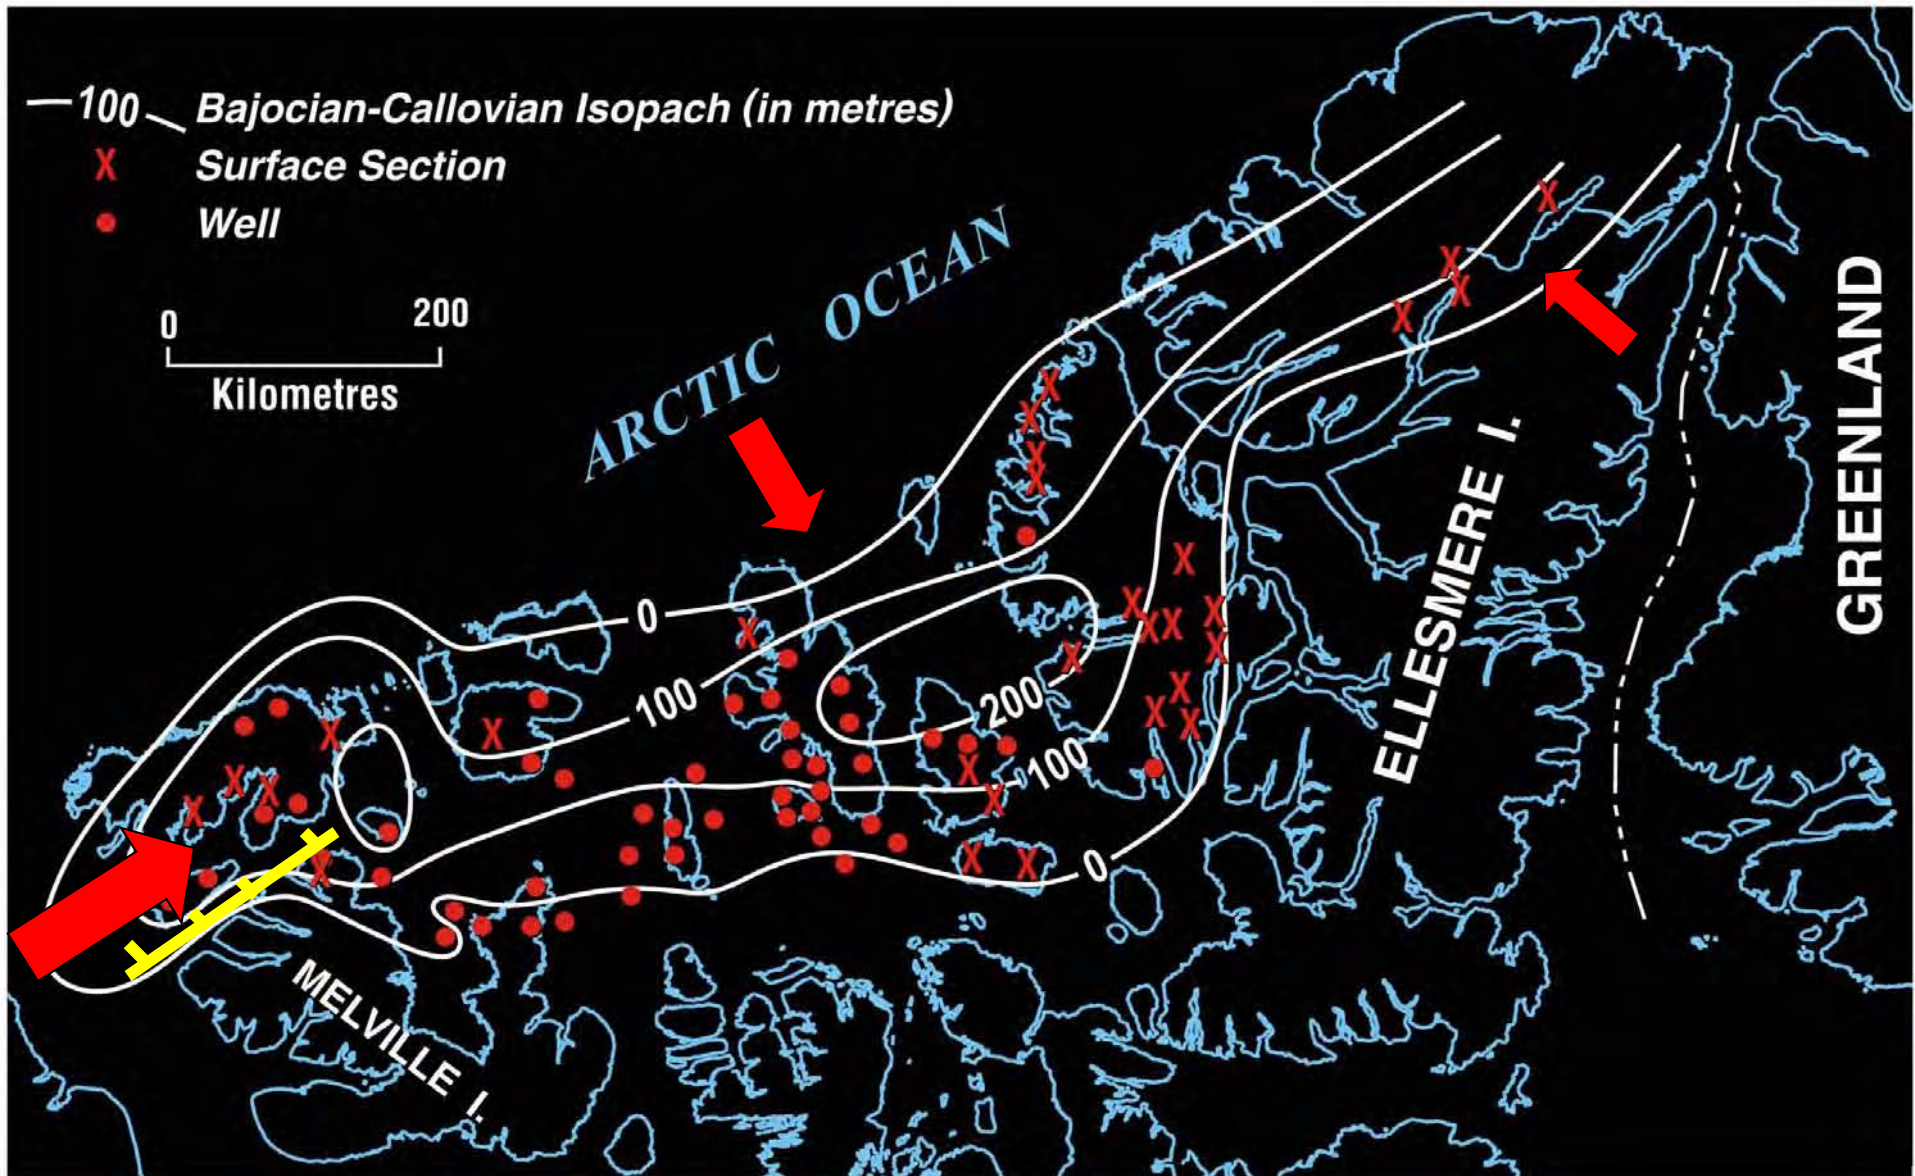 100 Bajocian-Callovian Isopach (in metres)
X Surface Section
Well
0 200
Kilometres
ARCTIC OCEAN
GREENLAND
ELLESMERE I.
0
100
200
100
0
MELVILLE I.